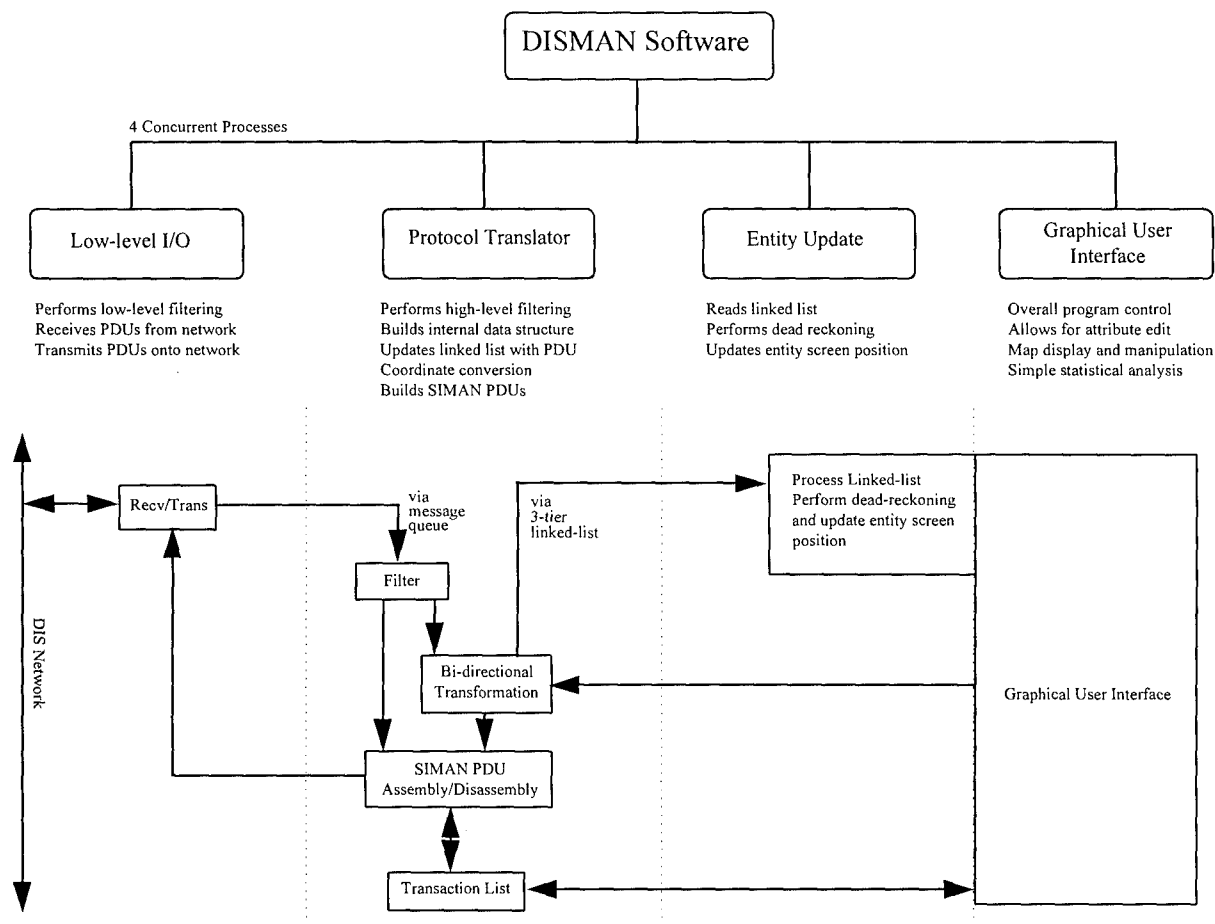 DISMAN Software
4 Concurrent Processes
Low-level I/O
Protocol Translator
Entity Update
Graphical User
Interface
Performs low-level filtering
Receives PDUs from network
Transmits PDUs onto network
Performs high-level filtering
Builds internal data structure
Updates linked list with PDU
Coordinate conversion
Builds SIMAN PDUs
Reads linked list
Performs dead reckoning
Updates entity screen position
Overall program control
Allows for attribute edit
Map display and manipulation
Simple statistical analysis
DIS Network
Recv/Trans
via
message
queue
Filter
via
3-tier
linked-list
Bi-directional
Transformation
SIMAN PDU
Assembly/Disassembly
Transaction List
Process Linked-list
Perform dead-reckoning
and update entity screen
position
Graphical User Interface